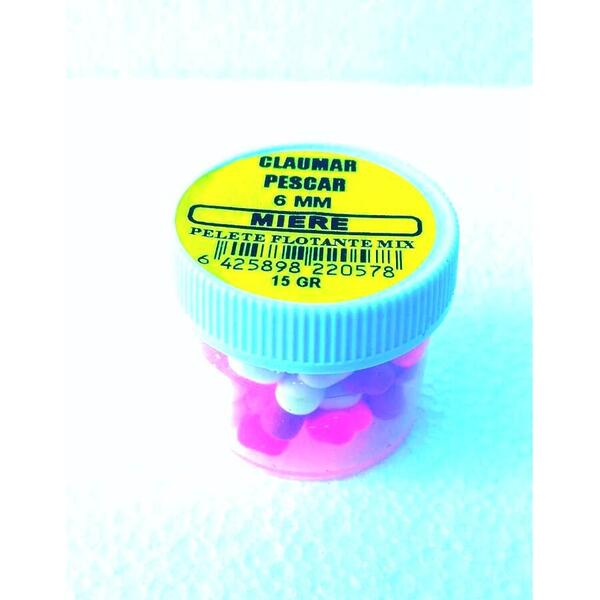 CLAUMAR
PESCAR
6 MM
MIERE
PELETE FLOTANTE MIX
6 425898 220578
15 GR